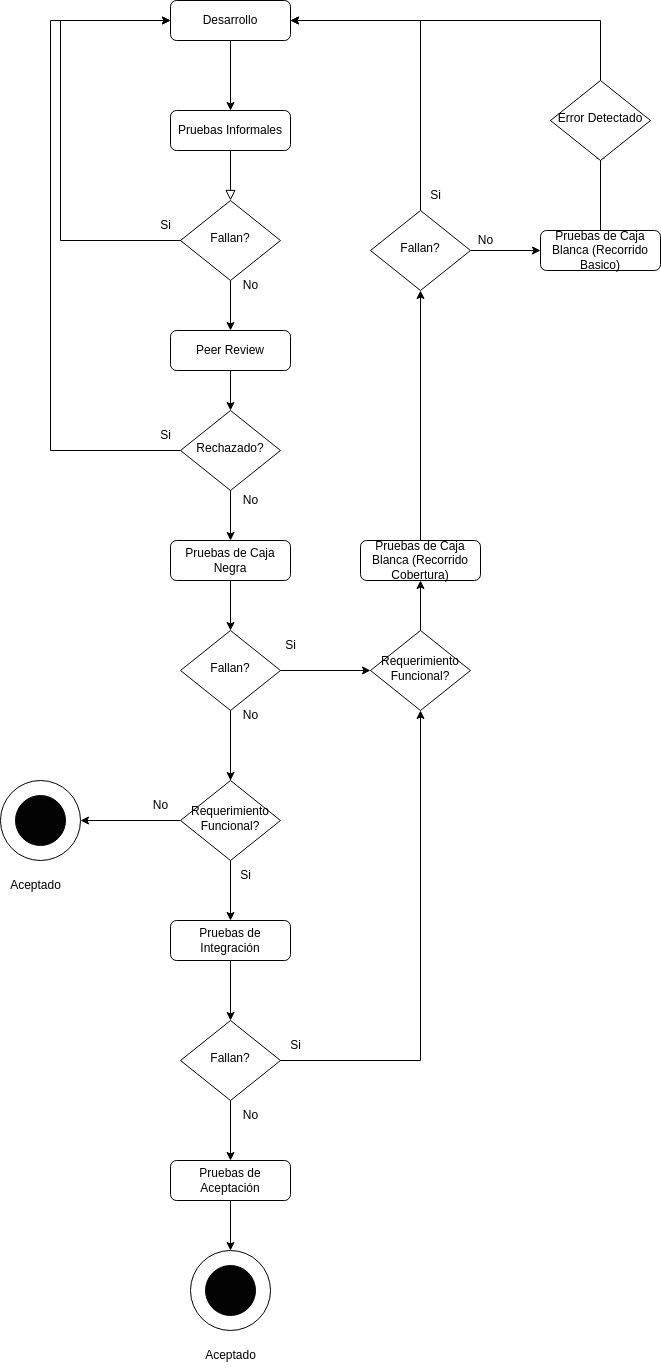 Desarrollo
Pruebas Informales
Fallan?
Si
No
Peer Review
Rechazado?
Si
No
Pruebas de Caja
Negra
Fallan?
Si
No
Requerimiento
Funcional?
No
Si
Aceptado
Pruebas de
Integración
Fallan?
Si
No
Pruebas de
Aceptación
Aceptado
Requerimiento
Funcional?
Pruebas de Caja
Blanca (Recorrido
Cobertura)
Fallan?
Si
No
Pruebas de Caja
Blanca (Recorrido
Basico)
Error Detectado